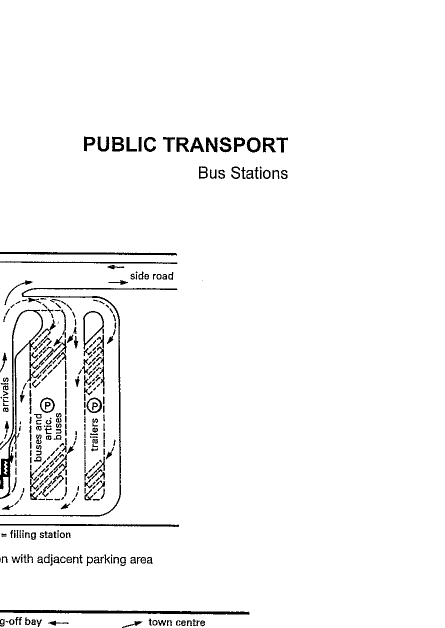 PUBLIC TRANSPORT
Bus Stations
side road
arrivals
P
buses and
artic.
buses
P
trailers
= filling station
n with adjacent parking area
g-off bay
town centre